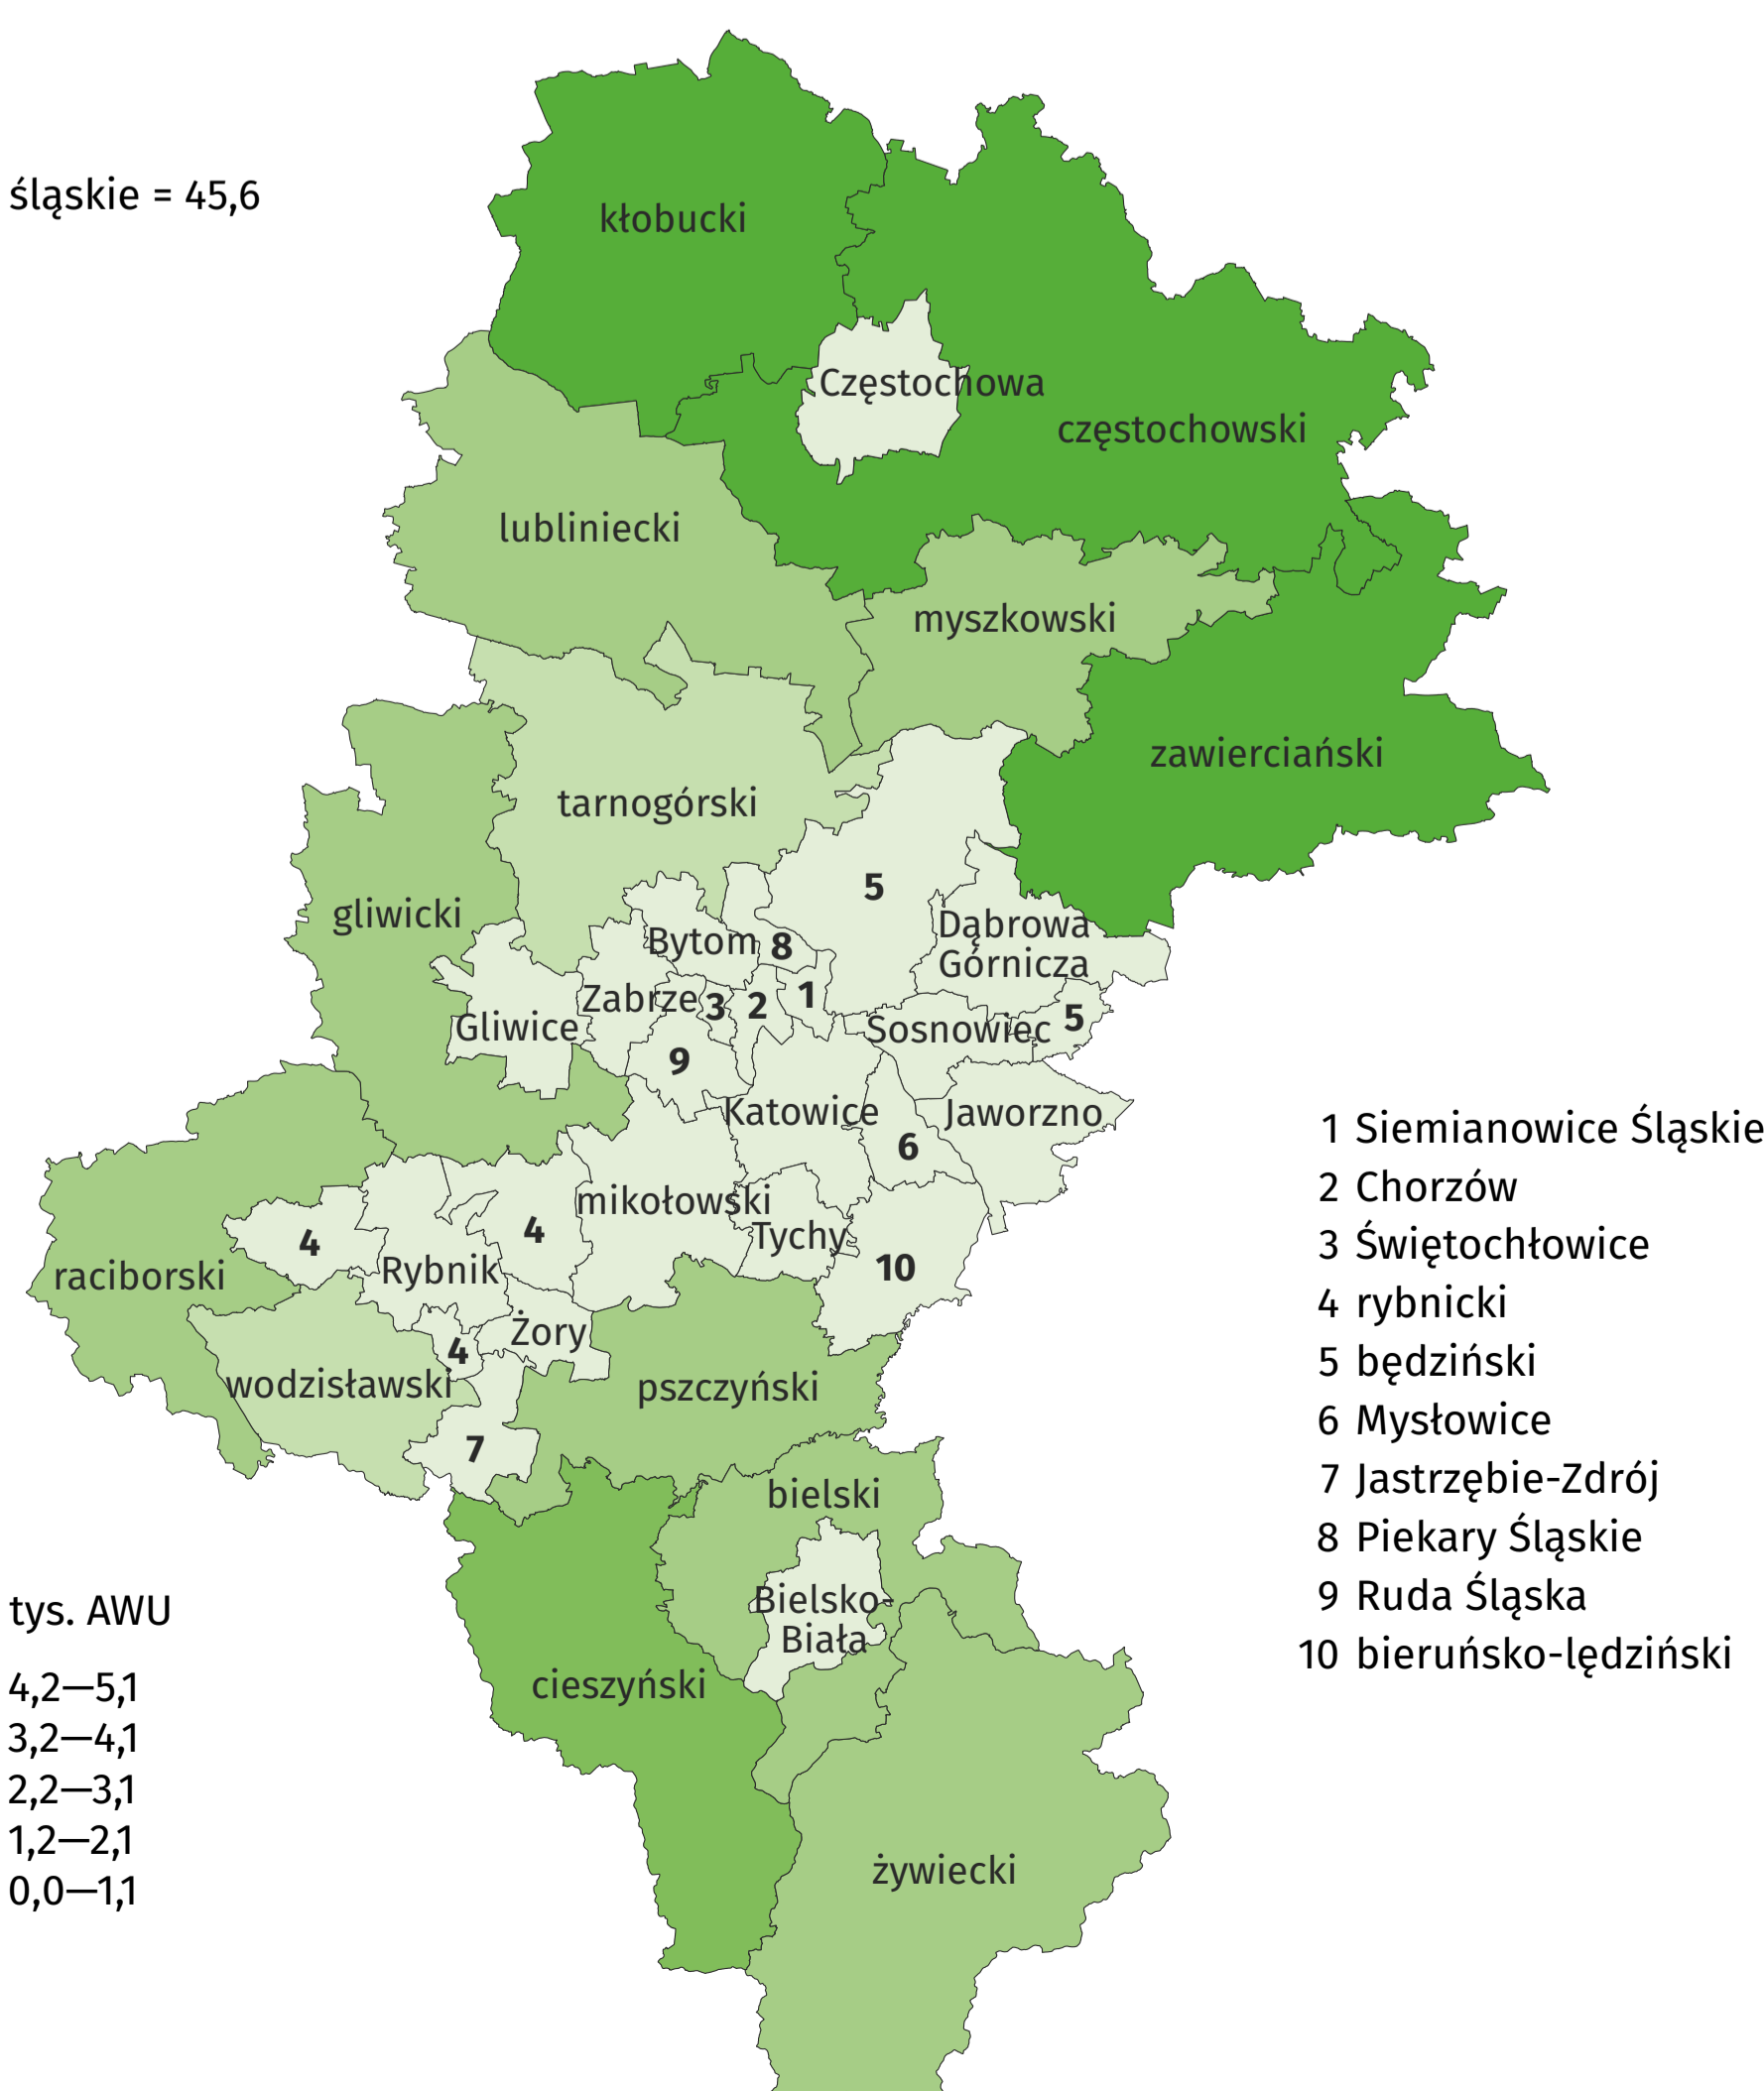 śląskie = 45,6
kłobucki
Częstochowa
częstochowski
lubliniecki
myszkowski
zawierciański
tarnogórski
5
gliwicki
Dąbrowa
Górnicza
Bytom
8
Zabrze
3
2
1
Gliwice
Sosnowiec
5
9
Katowice
Jaworzno
6
mikołowski
4
4
Tychy
10
raciborski
Rybnik
Żory
4
wodzisławski
pszczyński
7
bielski
Bielsko-
Biała
cieszyński
żywiecki
1 Siemianowice Śląskie
2 Chorzów
3 Świętochłowice
4 rybnicki
5 będziński
6 Mysłowice
7 Jastrzębie-Zdrój
8 Piekary Śląskie
9 Ruda Śląska
10 bieruńsko-lędziński
tys. AWU
4,2—5,1
3,2—4,1
2,2—3,1
1,2—2,1
0,0—1,1